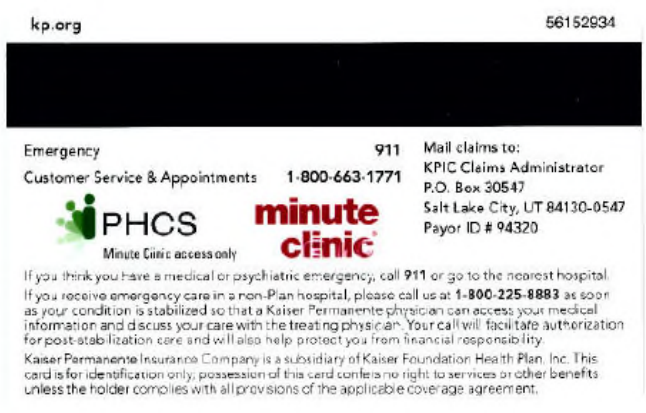 kp.org 56152934
Emergency 911
Customer Service & Appointments 1-800-663-1771
Mail claims to:
KPIC Claims Administrator
P.O. Box 30547
Salt Lake City, UT 84130-0547
Payor ID # 94320
PHCS
Minute Clinic access only
minute
clinic
If you think you have a medical or psychiatric emergency, call 911 or go to the nearest hospital.
If you receive emergency care in a non-Plan hospital, please call us at 1-800-225-8883 as soon
as your condition is stabilized so that a Kaiser Permanente physician can access your medical
information and discuss your care with the treating physician. Your call will facilitate authorization
for post-stabilization care and will also help protect you from financial responsibility.
Kaiser Permanente Insurance Company is a subsidiary of Kaiser Foundation Health Plan, Inc. This
card is for identification only; possession of this card confers no right to services or other benefits
unless the holder complies with all provisions of the applicable coverage agreement.